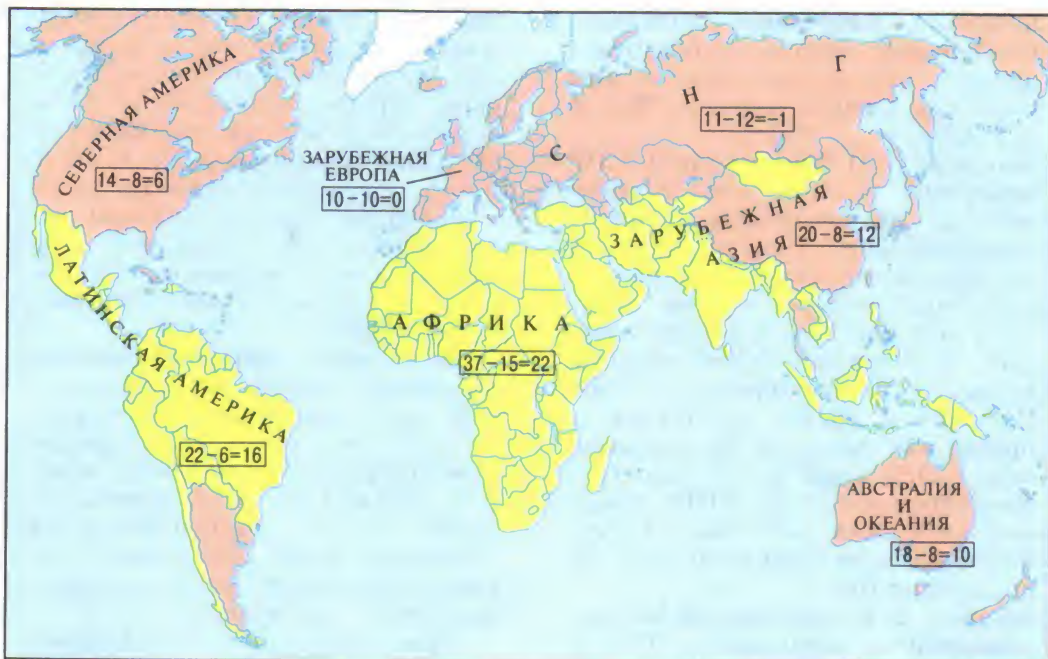 СЕВЕРНАЯ АМЕРИКА
14–8=6
ЗАРУБЕЖНАЯ
ЕВРОПА
10–10=0
СНГ
11–12=–1
ЗАРУБЕЖНАЯ
АЗИЯ
20–8=12
ЛАТИНСКАЯ АМЕРИКА
22–6=16
АФРИКА
37–15=22
АВСТРАЛИЯ
И
ОКЕАНИЯ
18–8=10